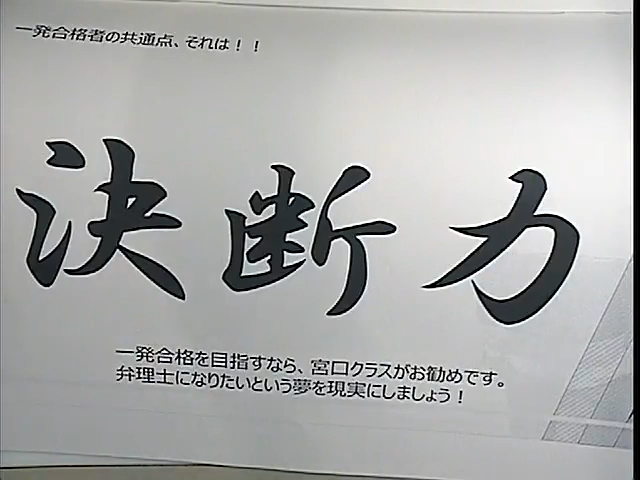 一発合格者の共通点、それは！！
決断力
一発合格を目指すなら、宮口クラスがお勧めです。
弁理士になりたいという夢を現実にしましょう！